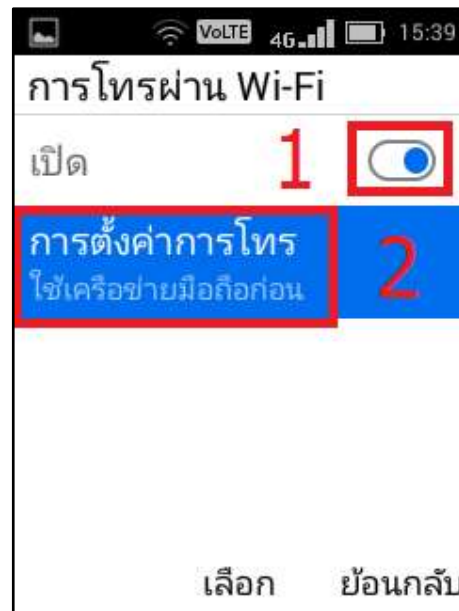 VoLTE 4G 15:39
การโทรผ่าน Wi-Fi
เปิด 1
การตั้งค่าการโทร
ใช้เครือข่ายมือถือก่อน 2
เลือก ย้อนกลับ